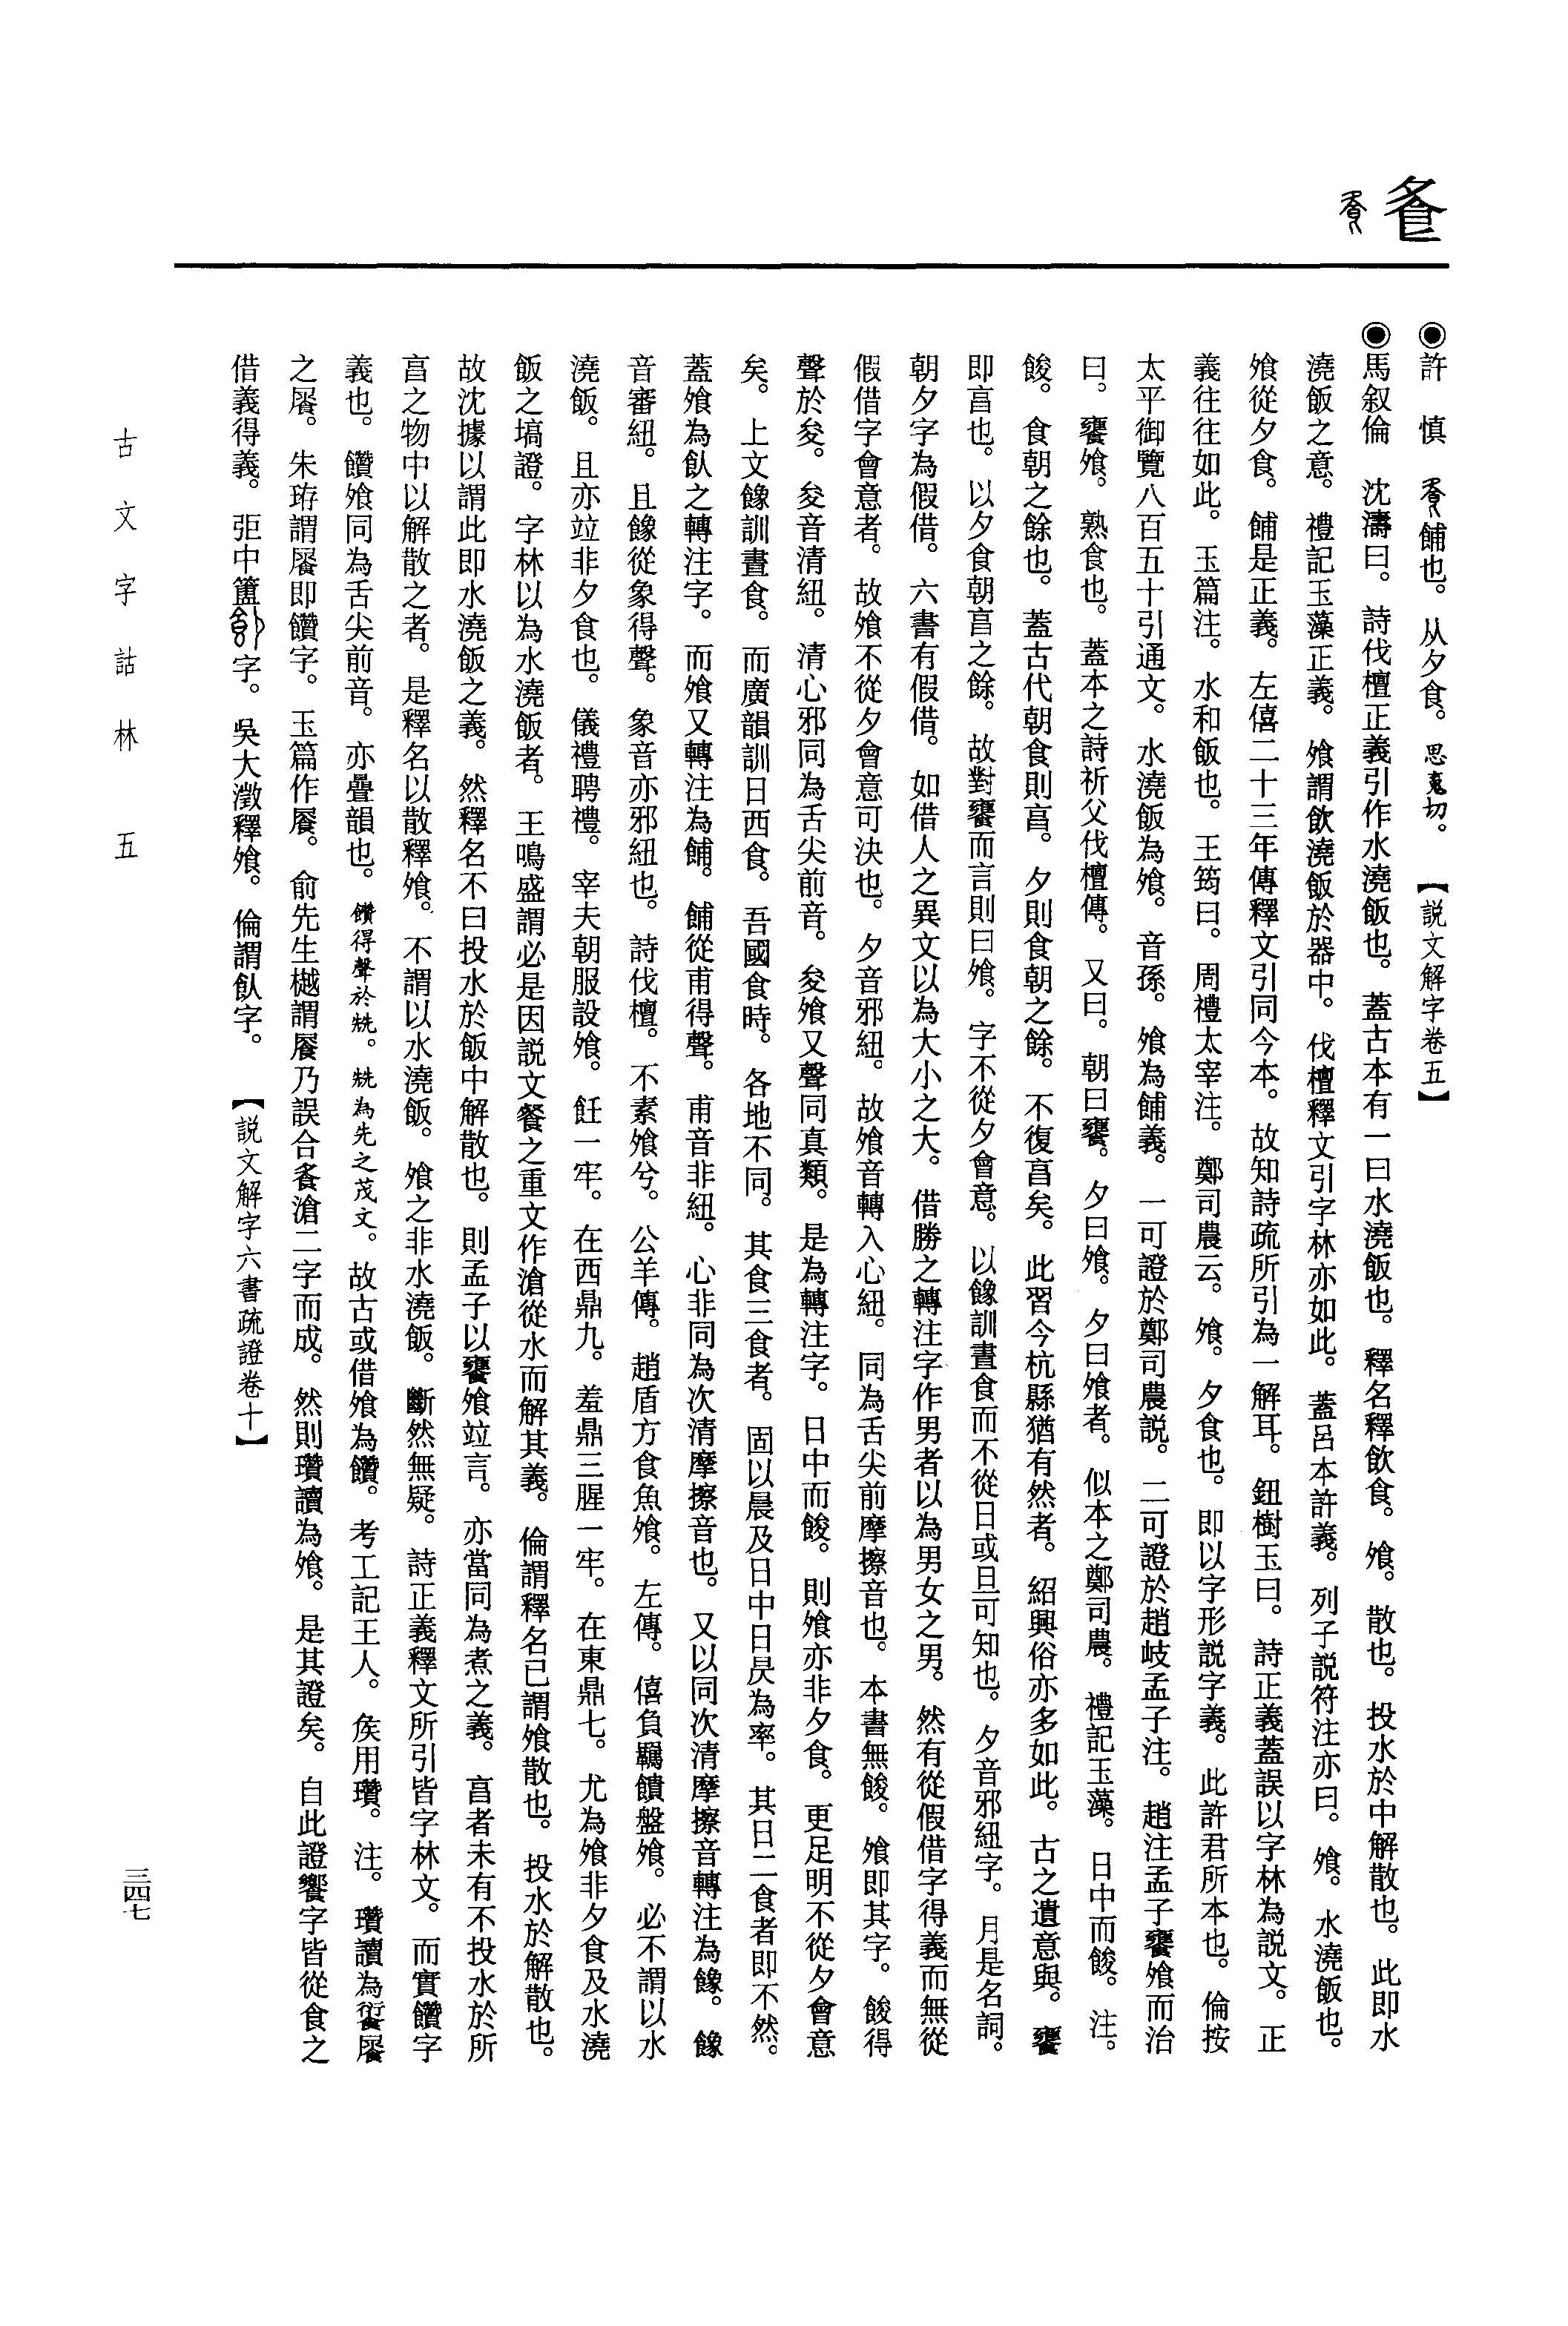 飧
◉許　慎　飧餔也。从夕食。思䰟切。　【説文解字卷五】
◉馬叙倫　沈濤曰。詩伐檀正義引作水澆飯也。蓋古本有一曰水澆飯也。釋名釋飲食。飧。散也。投水於中解散也。此即水
澆飯之意。禮記玉藻正義。飧謂飲澆飯於器中。伐檀釋文引字林亦如此。蓋呂本許義。列子説符注亦曰。飧。水澆飯也。
飧從夕食。餔是正義。左僖二十三年傳釋文引同今本。故知詩疏所引為一解耳。鈕樹玉曰。詩正義蓋誤以字林為説文。正
義往往如此。玉篇注。水和飯也。王筠曰。周禮太宰注。鄭司農云。飧。夕食也。即以字形説字義。此許君所本也。倫按
太平御覽八百五十引通文。水澆飯為飧。音孫。飧為餔義。一可證於鄭司農説。二可證於趙岐孟子注。趙注孟子饔飧而治
曰。饔飧。熟食也。蓋本之詩祈父伐檀傳。又曰。朝曰饔。夕曰飧。夕曰飧者。似本之鄭司農。禮記玉藻。日中而餕。注。
餕。食朝之餘也。蓋古代朝食則亯。夕則食朝之餘。不復亯矣。此習今杭縣猶有然者。紹興俗亦多如此。古之遺意與。饔
即亯也。以夕食朝亯之餘。故對饔而言則曰飧。字不從夕會意。以餯訓晝食而不從日或旦可知也。夕音邪紐字。月是名詞。
朝夕字為假借。六書有假借。如借人之異文以為大小之大。借勝之轉注字作男者以為男女之男。然有從假借字得義而無從
假借字會意者。故飧不從夕會意可決也。夕音邪紐。故飧音轉入心紐。同為舌尖前摩擦音也。本書無餕。飧即其字。餕得
聲於夋。夋音清紐。清心邪同為舌尖前音。夋飧又聲同真類。是為轉注字。日中而餕。則飧亦非夕食。更足明不從夕會意
矣。上文餯訓晝食。而廣韻訓日西食。吾國食時。各地不同。其食三食者。固以晨及日中日昃為率。其日二食者即不然。
蓋飧為飤之轉注字。而飧又轉注為餔。餔從甫得聲。甫音非紐。心非同為次清摩擦音也。又以同次清摩擦音轉注為餯。餯
音審紐。且餯從象得聲。象音亦邪紐也。詩伐檀。不素飧兮。公羊傳。趙盾方食魚飧。左傳。僖負羈饋盤飧。必不謂以水
澆飯。且亦竝非夕食也。儀禮聘禮。宰夫朝服設飧。飪一牢。在西鼎九。羞鼎三腥一牢。在東鼎七。尤為飧非夕食及水澆
飯之塙證。字林以為水澆飯者。王鳴盛謂必是因説文餐之重文作湌從水而解其義。倫謂釋名已謂飧散也。投水於解散也。
故沈據以謂此即水澆飯之義。然釋名不曰投水於飯中解散也。則孟子以饔飧竝言。亦當同為煮之義。亯者未有不投水於所
亯之物中以解散之者。是釋名以散釋飧。不謂以水澆飯。飧之非水澆飯。斷然無疑。詩正義釋文所引皆字林文。而實饡字
義也。饡飧同為舌尖前音。亦疊韻也。饡得聲於兟。兟為先之茂文。故古或借飧為饡。考工記玉人。矦用瓚。注。瓚讀為
之㞡。朱珔謂㞡即饡字。玉篇作𩜾。俞先生樾謂𩜾乃誤合飧湌二字而成。然則瓚讀為飧。是其證矣。自此證饗字皆從食之
借義得義。弡中簠字。吳大澂釋飧。倫謂飤字。　【説文解字六書疏證卷十】
古文字詁林　五
三四七